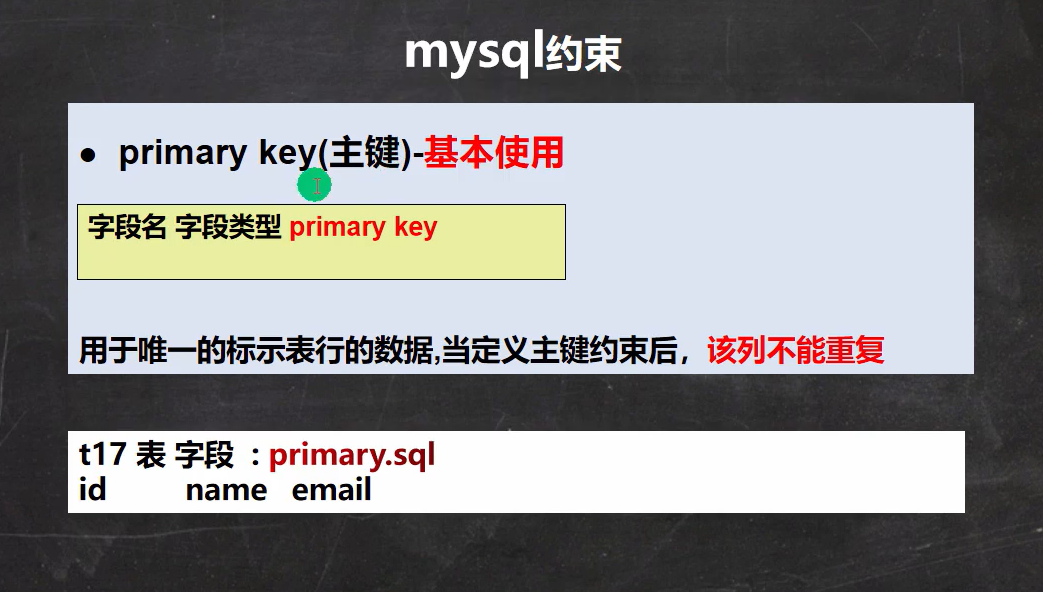 mysql约束
● primary key(主键)-基本使用
字段名 字段类型 primary key
用于唯一的标示表行的数据,当定义主键约束后，该列不能重复
t17 表 字段 : primary.sql
id name email